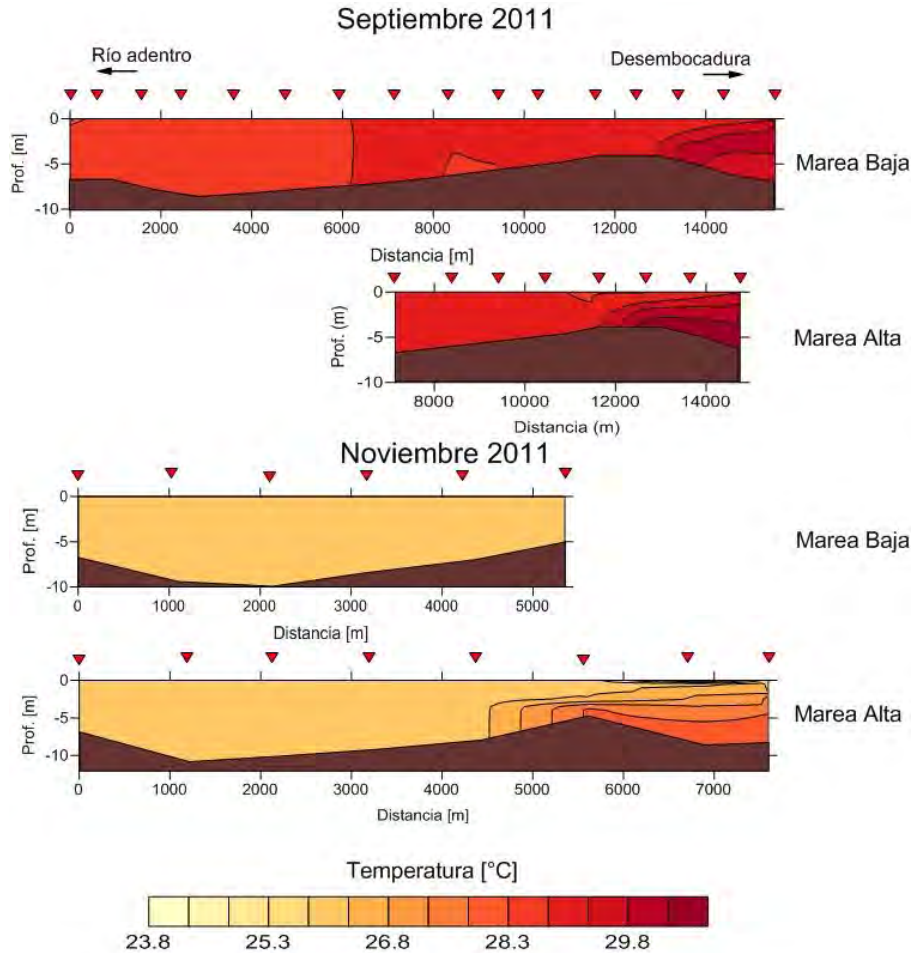 Septiembre 2011
Río adentro
Desembocadura
0
-5
-10
Prof. [m]
Marea Baja
0 2000 4000 6000 8000 10000 12000 14000
Distancia [m]
0
-5
-10
Prof. (m)
Marea Alta
8000 10000 12000 14000
Distancia (m)
Noviembre 2011
0
-5
-10
Prof. [m]
Marea Baja
0 1000 2000 3000 4000 5000
Distancia [m]
0
-5
-10
Prof. [m]
Marea Alta
0 1000 2000 3000 4000 5000 6000 7000
Distancia [m]
Temperatura [°C]
23.8 25.3 26.8 28.3 29.8